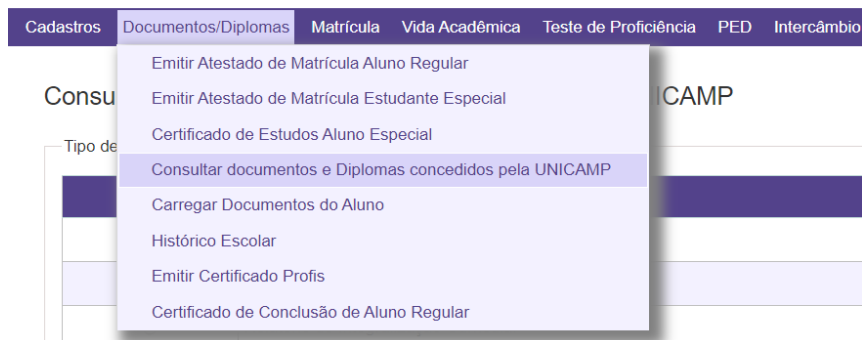 Cadastros Documentos/Diplomas Matrícula Vida Acadêmica Teste de Proficiência PED Intercâmbio
Emitir Atestado de Matrícula Aluno Regular
Emitir Atestado de Matrícula Estudante Especial
Certificado de Estudos Aluno Especial
Consultar documentos e Diplomas concedidos pela UNICAMP
Carregar Documentos do Aluno
Histórico Escolar
Emitir Certificado Profis
Certificado de Conclusão de Aluno Regular
Tipo de